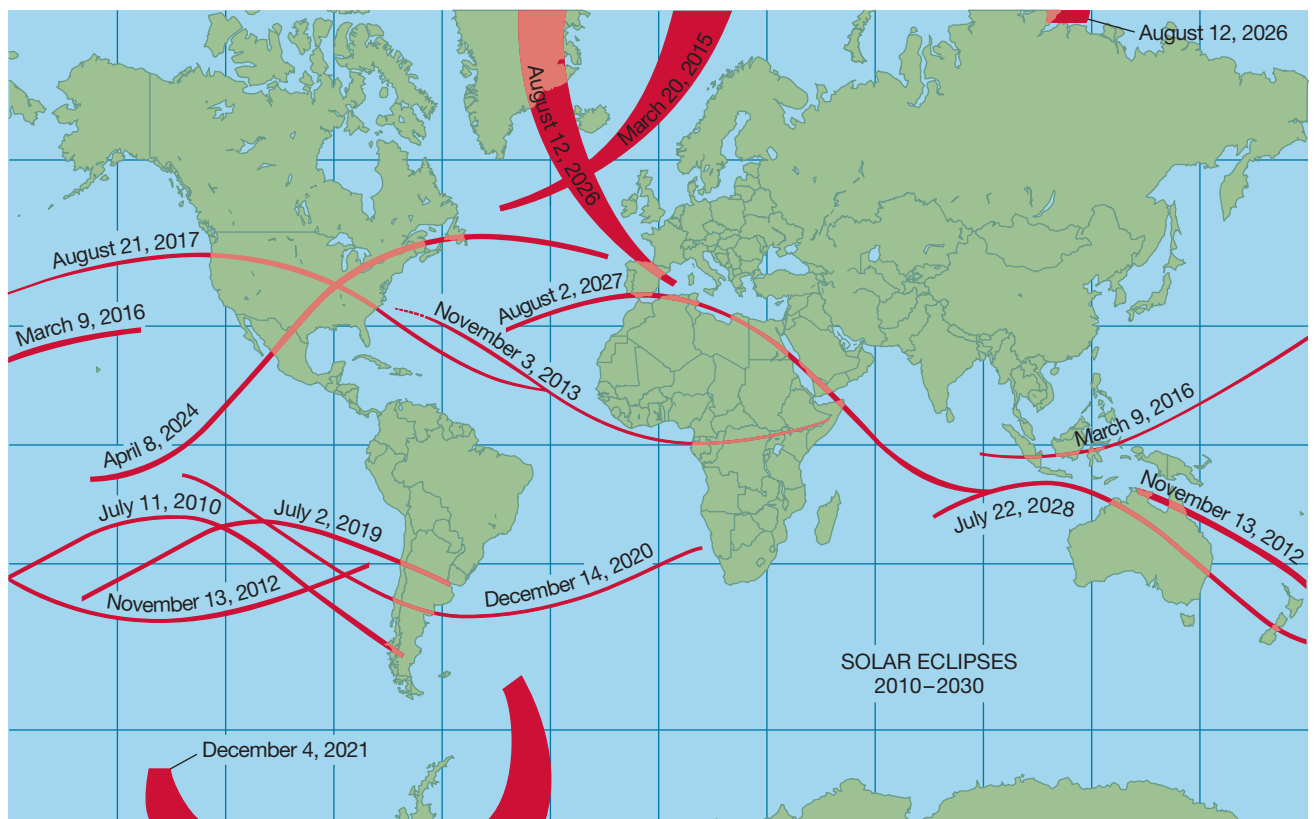 August 12, 2026
March 20, 2015
August 12, 2026
August 21, 2017
March 9, 2016
August 2, 2027
November 3, 2013
April 8, 2024
March 9, 2016
July 11, 2010
July 2, 2019
November 13, 2012
July 22, 2028
November 13, 2012
December 14, 2020
SOLAR ECLIPSES
2010–2030
December 4, 2021